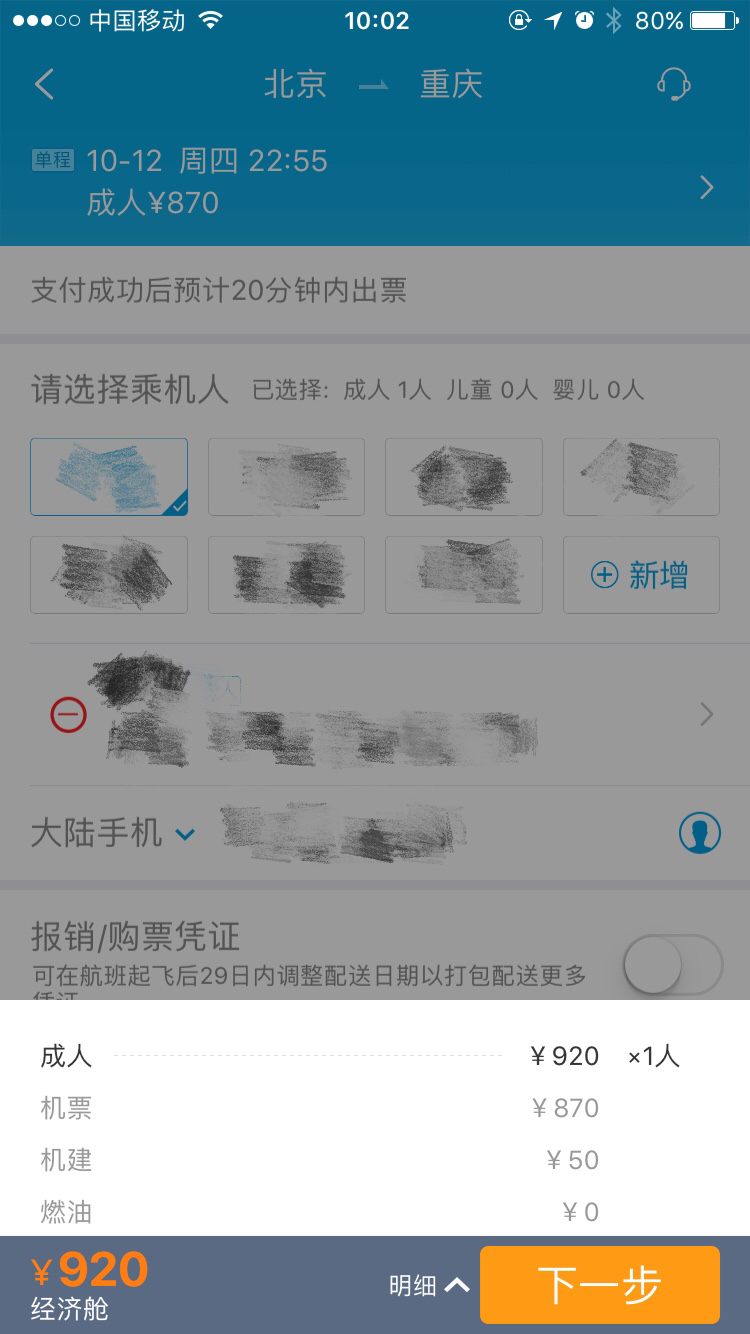 中国移动 10:02 80%
北京 重庆
单程 10-12 周四 22:55
成人¥870
支付成功后预计20分钟内出票
请选择乘机人 已选择: 成人 1人 儿童 0人 婴儿 0人
新增
大陆手机
报销/购票凭证
可在航班起飞后29日内调整配送日期以打包配送更多
凭证
成人 ¥920 ×1人
机票 ¥870
机建 ¥50
燃油 ¥0
¥920
经济舱
明细
下一步